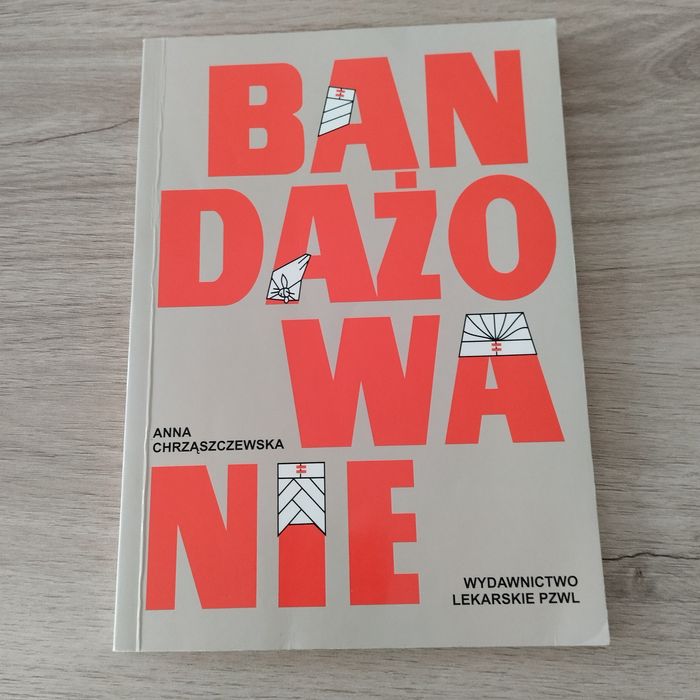 BAN
DAŻO
WA
NIE
ANNA
CHRZĄSZCZEWSKA
WYDAWNICTWO
LEKARSKIE PZWL